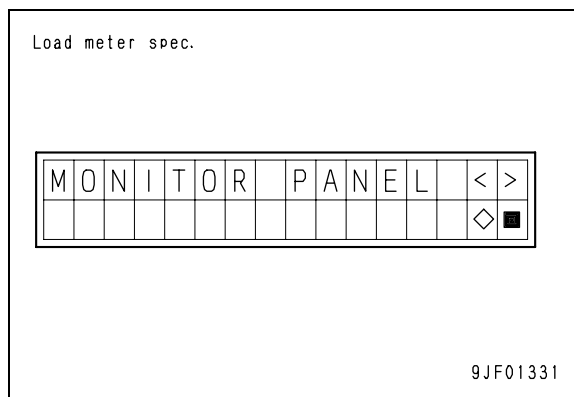 Load meter spec.
MONITOR PANEL < >
◇ ▣
9JF01331